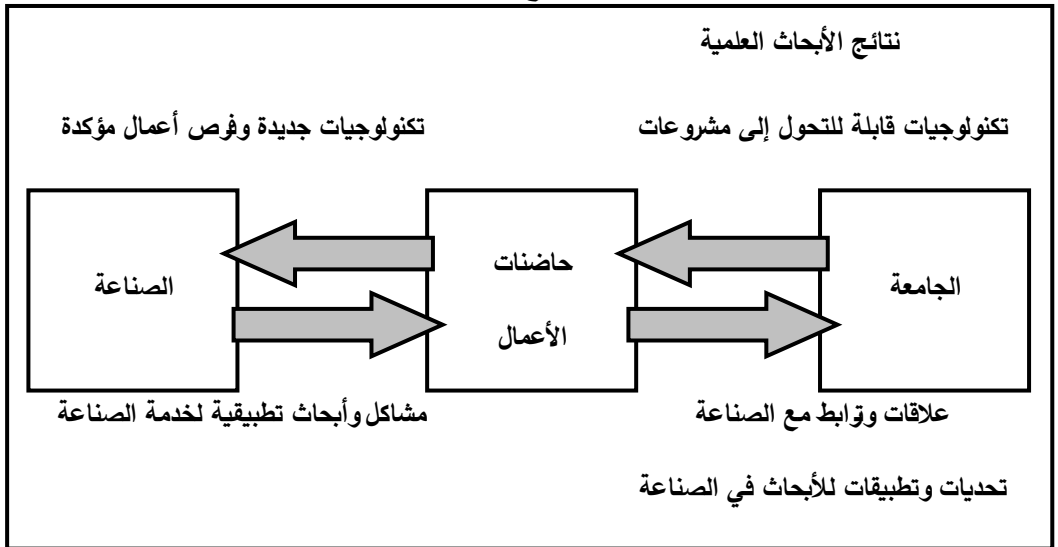 نتائج الأبحاث العلمية
تكنولوجيات قابلة للتحول إلى مشروعات
تكنولوجيات جديدة وفرص أعمال مؤكدة
الجامعة
حاضنات
الأعمال
الصناعة
علاقات وترابط مع الصناعة
مشاكل وأبحاث تطبيقية لخدمة الصناعة
تحديات وتطبيقات للأبحاث في الصناعة